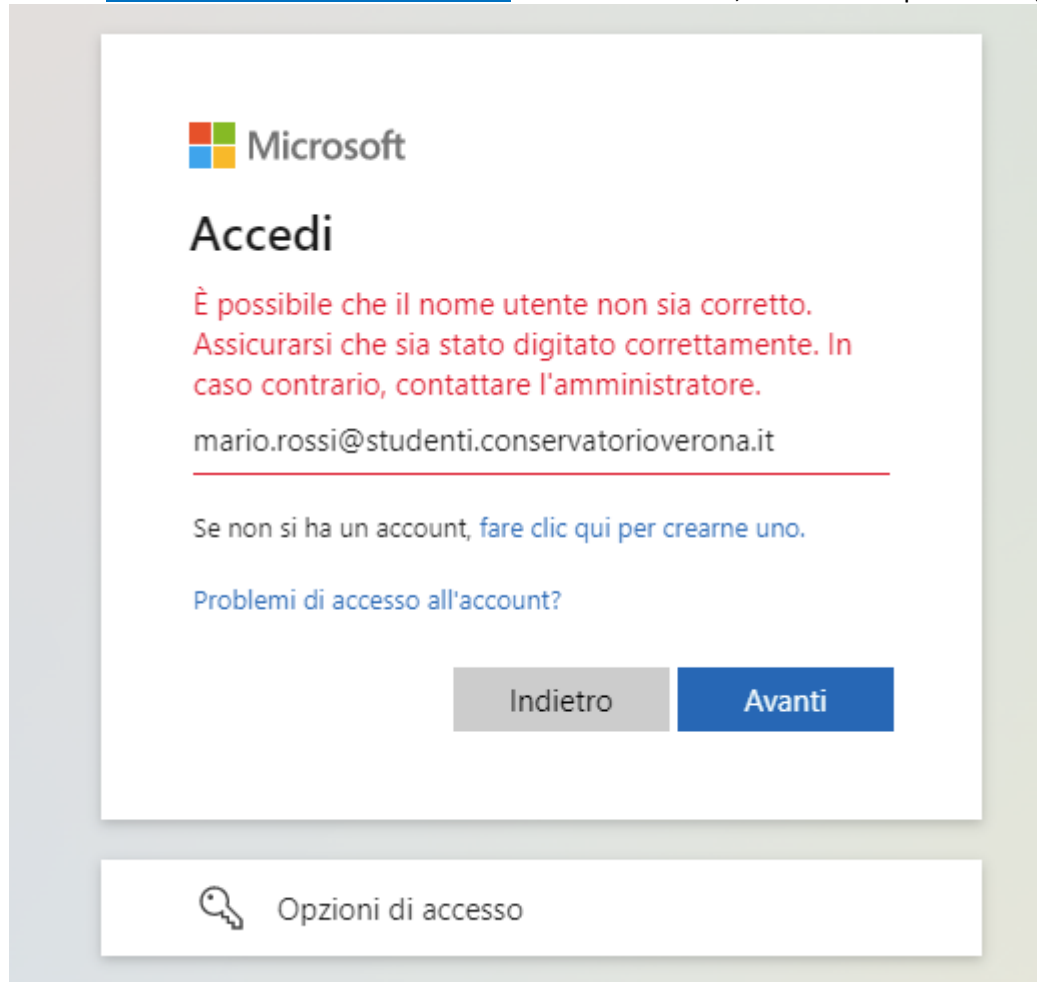 Microsoft
Accedi
È possibile che il nome utente non sia corretto.
Assicurarsi che sia stato digitato correttamente. In
caso contrario, contattare l'amministratore.
mario.rossi@studenti.conservatorioverona.it
Se non si ha un account, fare clic qui per crearne uno.
Problemi di accesso all'account?
Indietro
Avanti
Opzioni di accesso